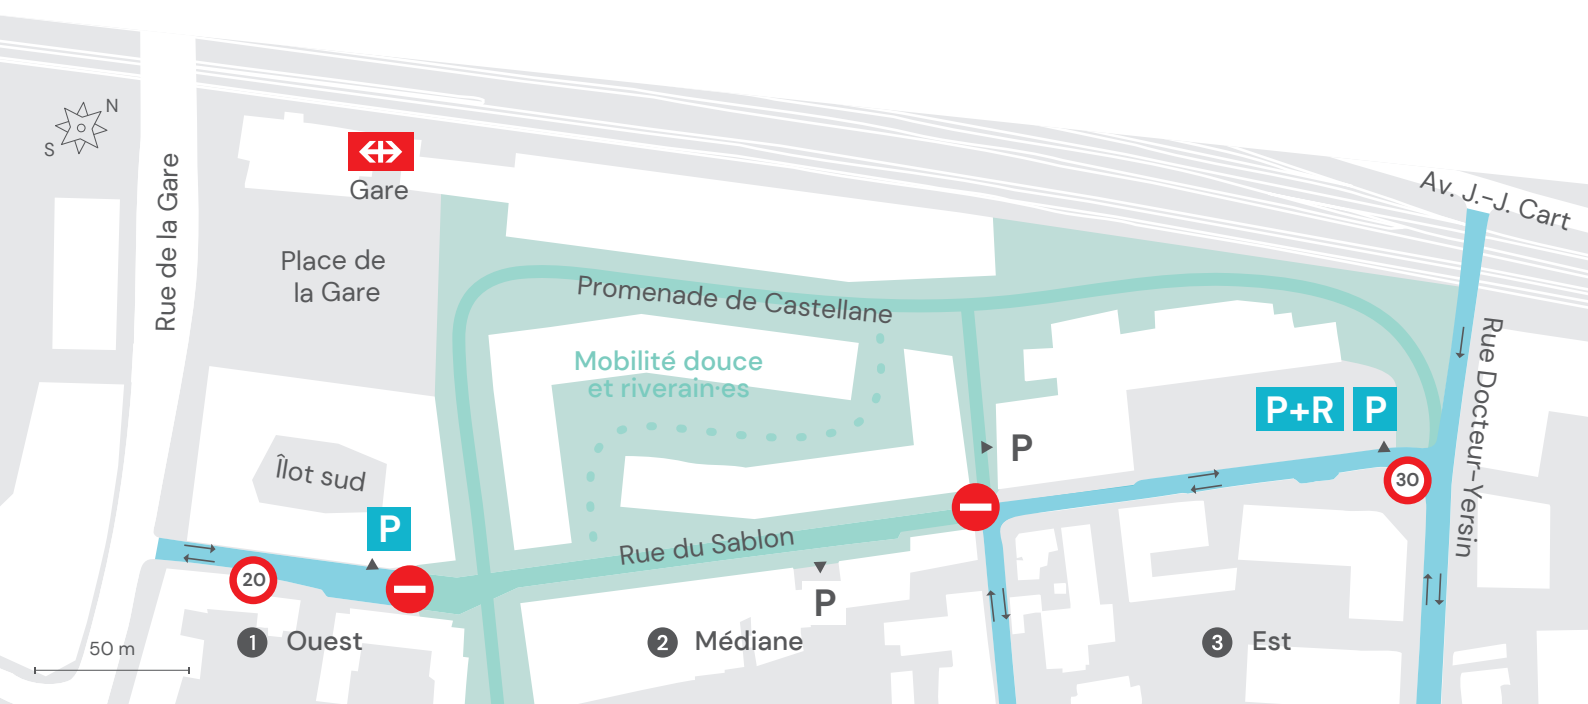 N
S
Rue de la Gare
Gare
Place de
la Gare
Av. J.-J. Cart
Promenade de Castellane
Mobilité douce
et riverain·es
Rue Docteur-Yersin
P+R
P
P
30
Îlot sud
P
Rue du Sablon
20
P
50 m
1 Ouest
2 Médiane
3 Est